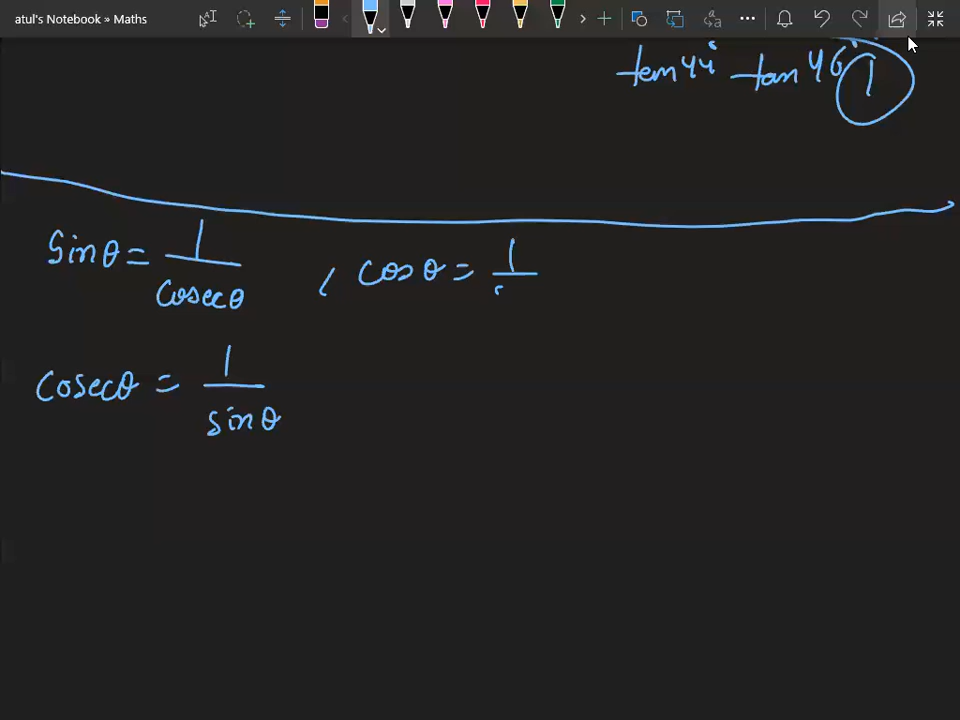 atul's Notebook » Maths
tan 44° tan 46° 1
sinθ = 1/cosecθ , cosθ = 1/
cosecθ = 1/sinθ